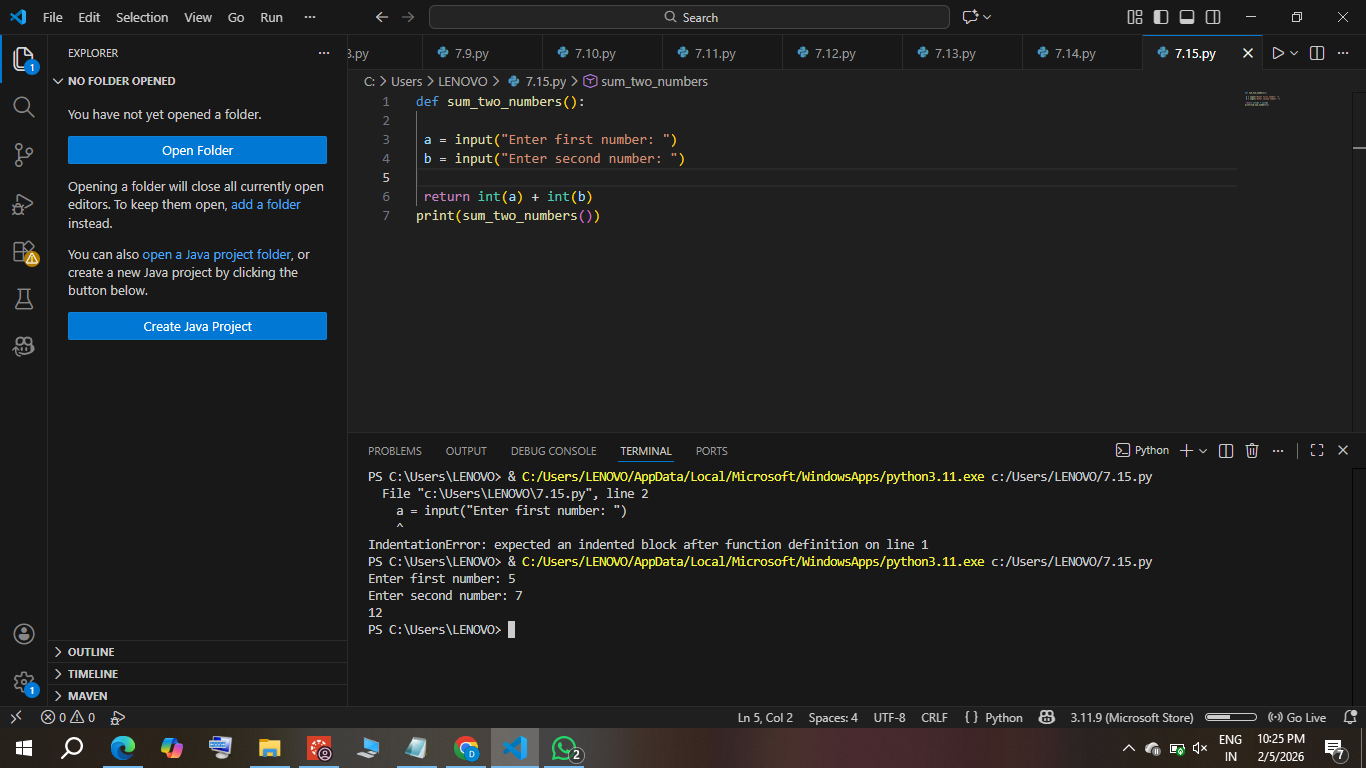 File Edit Selection View Go Run ··· Search
EXPLORER ···
NO FOLDER OPENED
You have not yet opened a folder.
Open Folder
Opening a folder will close all currently open
editors. To keep them open, add a folder
instead.
You can also open a Java project folder, or
create a new Java project by clicking the
button below.
Create Java Project
OUTLINE
TIMELINE
MAVEN
1
1
3.py 7.9.py 7.10.py 7.11.py 7.12.py 7.13.py 7.14.py 7.15.py
C: > Users > LENOVO > 7.15.py > sum_two_numbers
1 def sum_two_numbers():
2
3 a = input("Enter first number: ")
4 b = input("Enter second number: ")
5
6 return int(a) + int(b)
7 print(sum_two_numbers())
PROBLEMS OUTPUT DEBUG CONSOLE TERMINAL PORTS Python
PS C:\Users\LENOVO> & C:/Users/LENOVO/AppData/Local/Microsoft/WindowsApps/python3.11.exe c:/Users/LENOVO/7.15.py
File "c:\Users\LENOVO\7.15.py", line 2
a = input("Enter first number: ")
^
IndentationError: expected an indented block after function definition on line 1
PS C:\Users\LENOVO> & C:/Users/LENOVO/AppData/Local/Microsoft/WindowsApps/python3.11.exe c:/Users/LENOVO/7.15.py
Enter first number: 5
Enter second number: 7
12
PS C:\Users\LENOVO>
0 0 Ln 5, Col 2 Spaces: 4 UTF-8 CRLF { } Python 3.11.9 (Microsoft Store) Go Live
2 ENG 10:25 PM
IN 2/5/2026 7